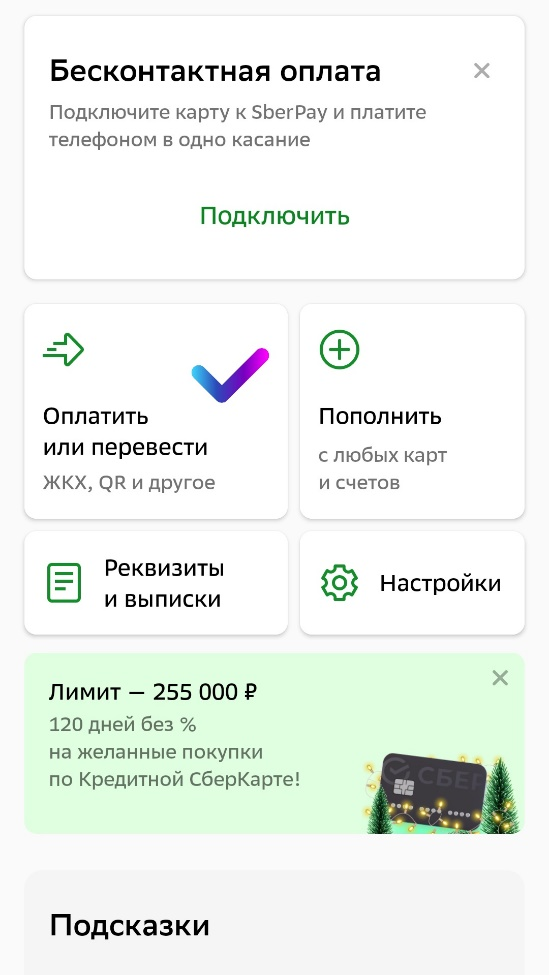 Бесконтактная оплата
Подключите карту к SberPay и платите
телефоном в одно касание
Подключить
Оплатить
или перевести
ЖКХ, QR и другое
Пополнить
с любых карт
и счетов
Реквизиты
и выписки
Настройки
Лимит — 255 000 ₽
120 дней без %
на желанные покупки
по Кредитной СберКарте!
СБЕР
Подсказки